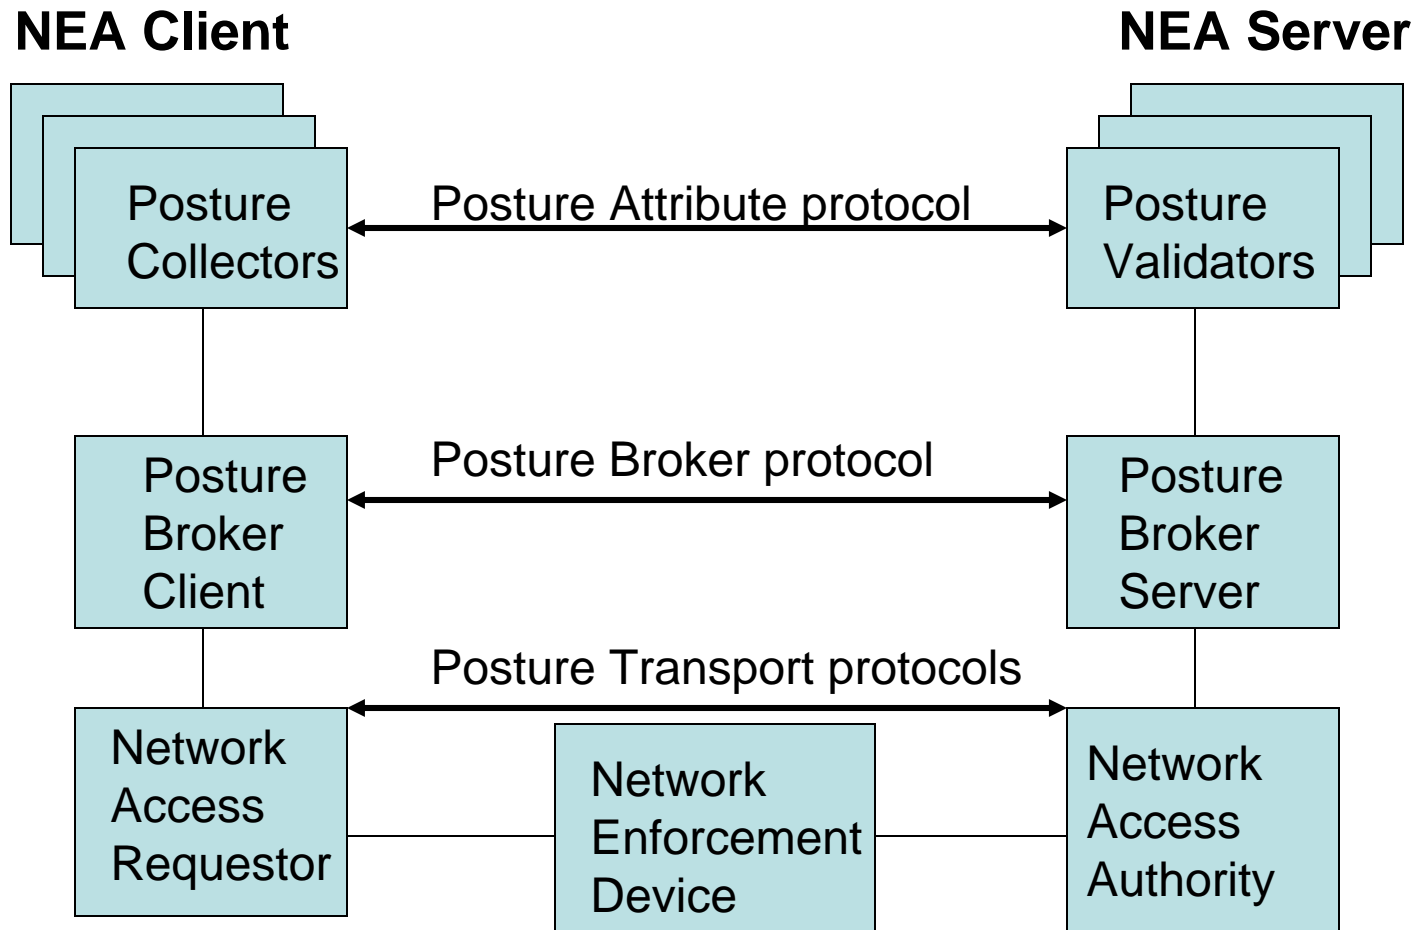 NEA Client
NEA Server
Posture
Collectors
Posture Attribute protocol
Posture
Validators
Posture
Broker
Client
Posture Broker protocol
Posture
Broker
Server
Posture Transport protocols
Network
Access
Requestor
Network
Enforcement
Device
Network
Access
Authority